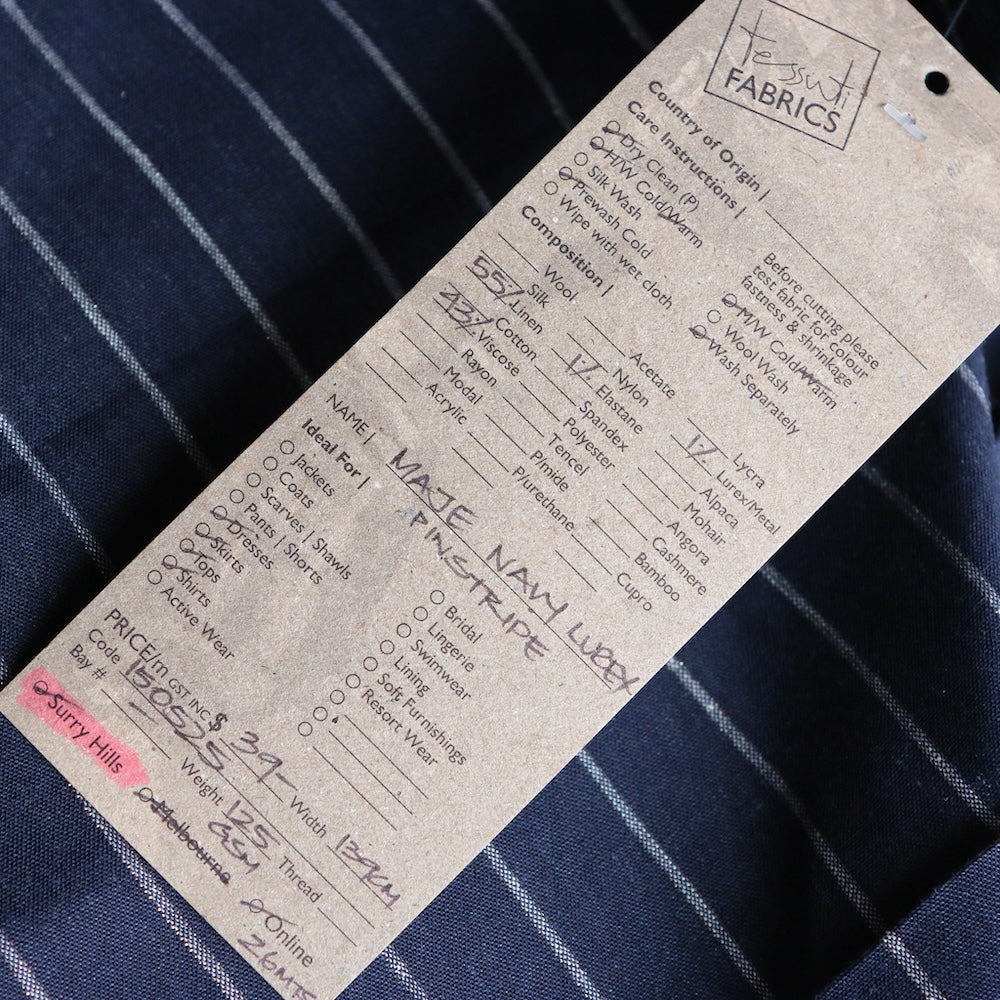 tessuti
FABRICS
Country of Origin |
Care Instructions |
Dry Clean (P)
H/W Cold/Warm
Silk Wash
Prewash Cold
Wipe with wet cloth
Before cutting please
test fabric for colour
fastness & shrinkage
M/W Cold/Warm
Wool Wash
Wash Separately
Composition |
Wool
Silk
55% Linen
43% Cotton
Viscose
Rayon
Modal
Acrylic
Acetate
Nylon
1% Elastane
Spandex
Polyester
Tencel
P/mide
P/urethane
Lycra
1% Lurex/Metal
Alpaca
Mohair
Angora
Cashmere
Bamboo
Cupro
NAME | MAJE NAVY LUREX
PINSTRIPE
Ideal For |
Jackets
Coats
Scarves | Shawls
Pants | Shorts
Dresses
Skirts
Tops
Shirts
Active Wear
Bridal
Lingerie
Swimwear
Lining
Soft Furnishings
Resort Wear
PRICE/m GST INC $ 39-
Code 150525
Width 139CM
Bay #
Weight 125
GSM
Thread
Surry Hills
Melbourne
Online
26MTS